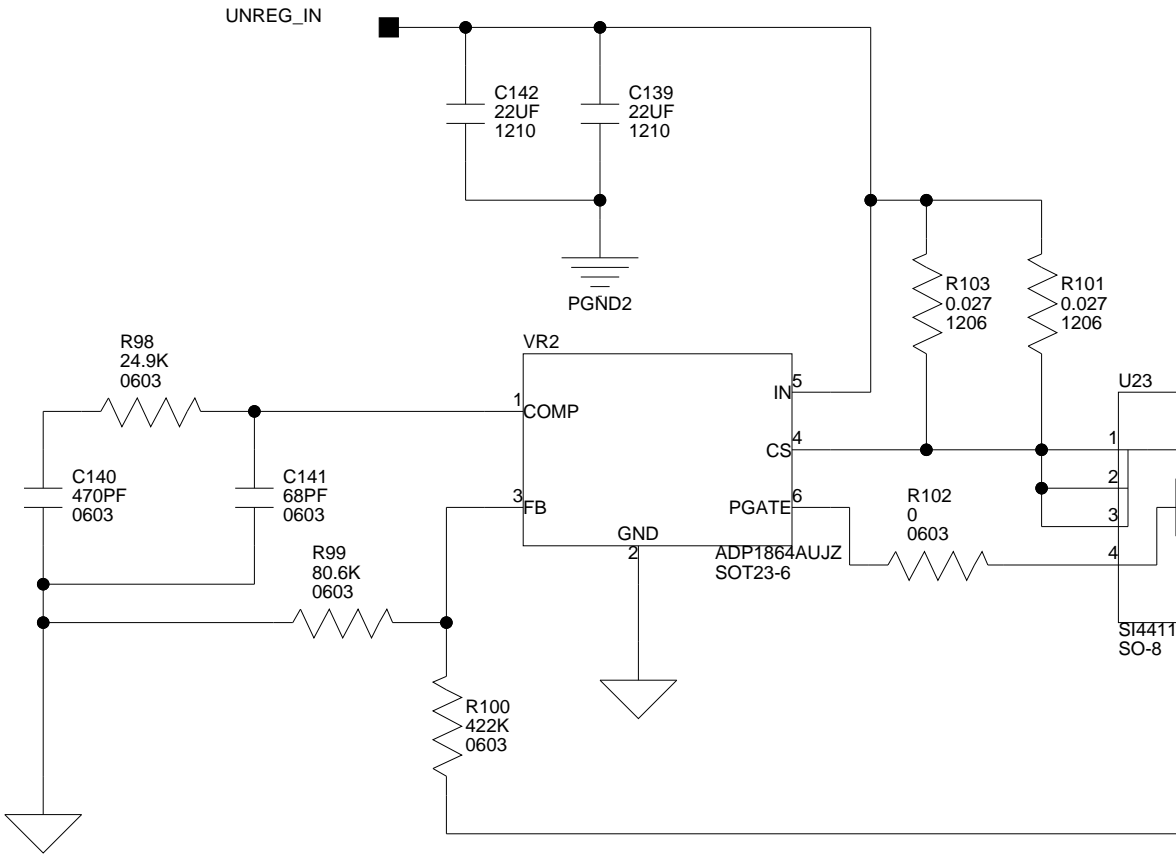 UNREG_IN
C142
22UF
1210
C139
22UF
1210
PGND2
R103
0.027
1206
R101
0.027
1206
R98
24.9K
0603
VR2
U23
5
IN
1
COMP
4
CS
1
C140
470PF
0603
C141
68PF
0603
2
3
FB
PGATE
6
R102
0
0603
3
GND
2
ADP1864AUJZ
SOT23-6
4
R99
80.6K
0603
SI4411
SO-8
R100
422K
0603